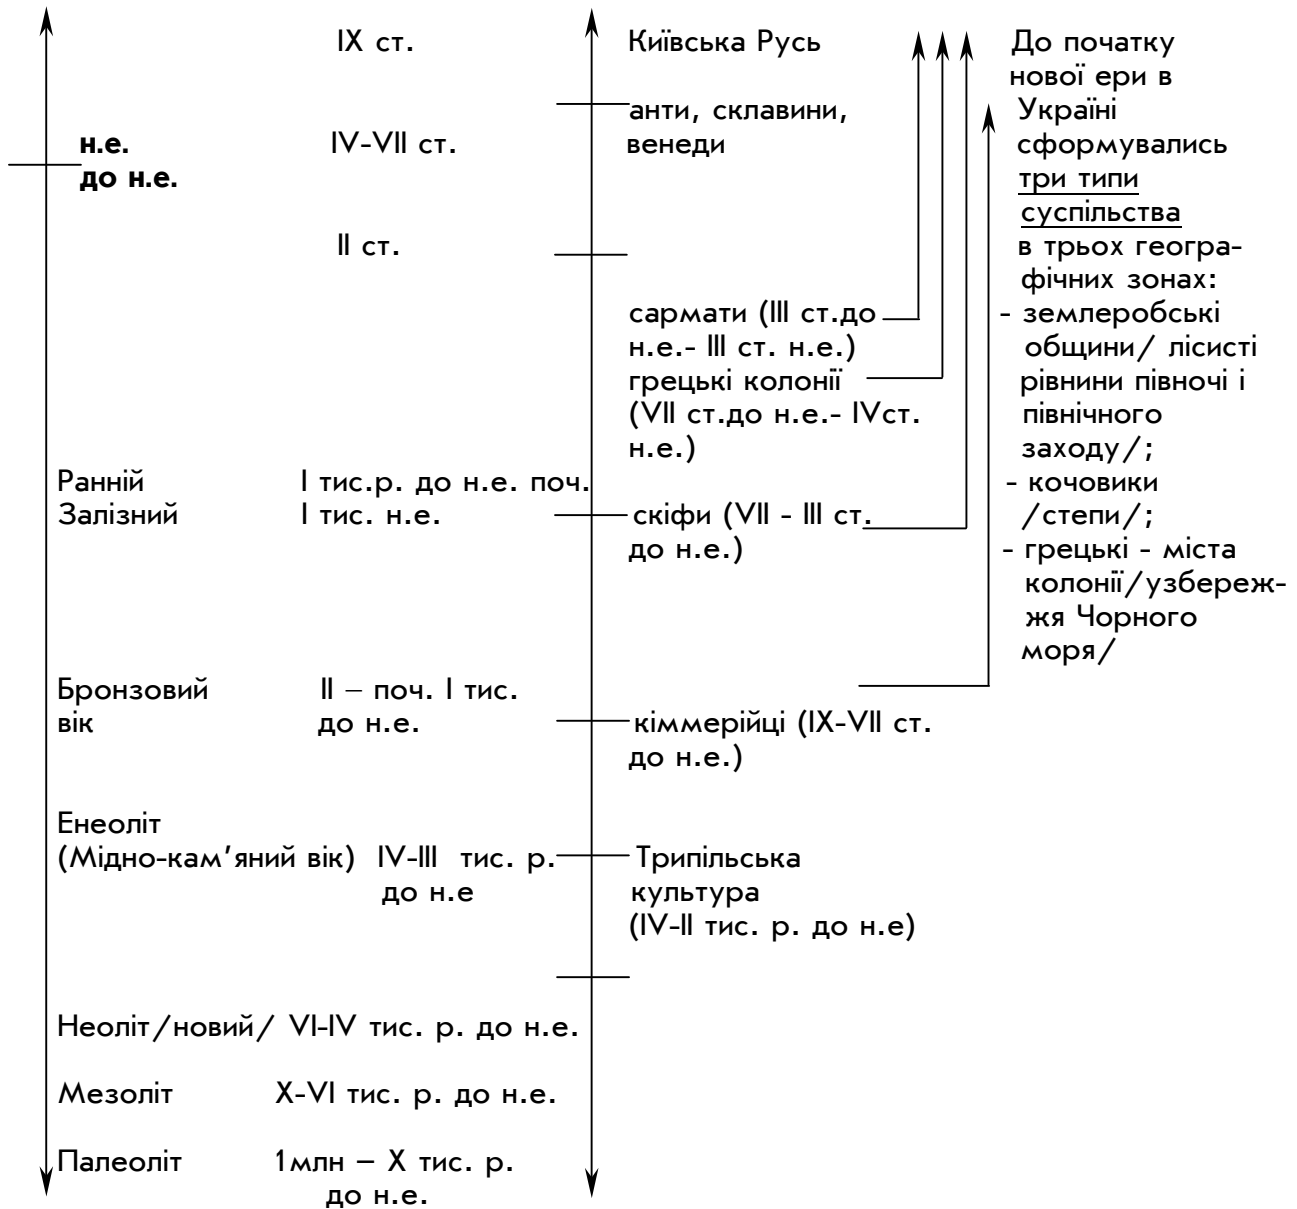 IX ст.
Київська Русь
н.е.
до н.е.
IV-VII ст.
анти, склавини,
венеди
II ст.
сармати (III ст.до
н.е.- III ст. н.е.)
грецькі колонії
(VII ст.до н.е.- IVст.
н.е.)
Ранній
Залізний
I тис.р. до н.е. поч.
I тис. н.е.
скіфи (VII - III ст.
до н.е.)
Бронзовий
вік
II – поч. I тис.
до н.е.
кіммерійці (IX-VII ст.
до н.е.)
Енеоліт
(Мідно-кам'яний вік) IV-III тис. р.
до н.е
Трипільська
культура
(IV-II тис. р. до н.е)
Неоліт/новий/ VI-IV тис. р. до н.е.
Мезоліт X-VI тис. р. до н.е.
Палеоліт 1млн – X тис. р.
до н.е.
До початку
нової ери в
Україні
сформувались
три типи
суспільства
в трьох геогра-
фічних зонах:
- землеробські
общини/ лісисті
рівнини півночі і
північного
заходу/;
- кочовики
/степи/;
- грецькі - міста
колонії/узбереж-
жя Чорного
моря/